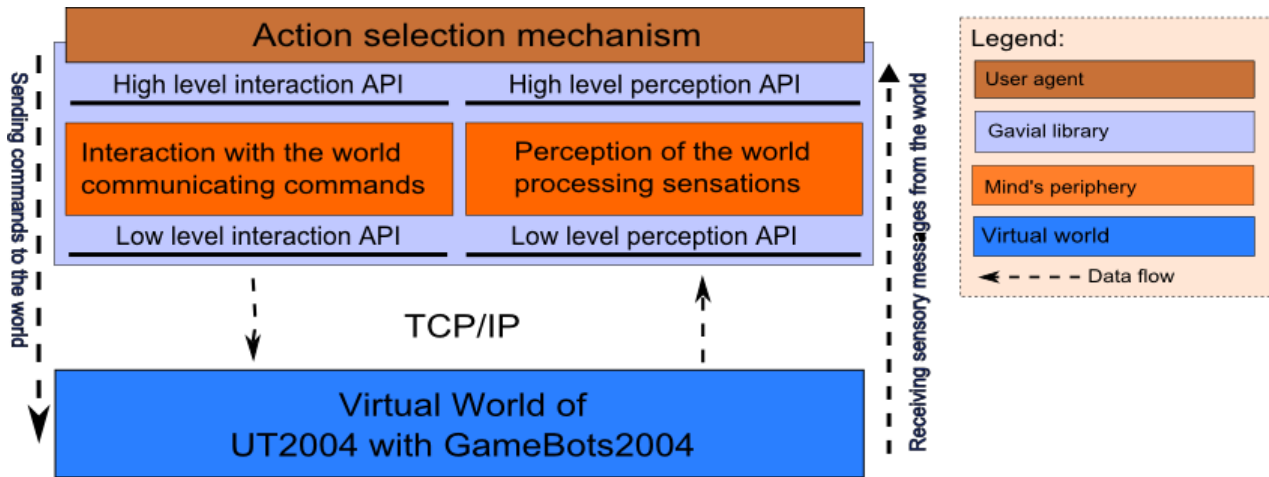 Action selection mechanism
High level interaction API
High level perception API
Interaction with the world
communicating commands
Perception of the world
processing sensations
Low level interaction API
Low level perception API
TCP/IP
Virtual World of
UT2004 with GameBots2004
Sending commands to the world
Receiving sensory messages from the world
Legend:
User agent
Gavial library
Mind's periphery
Virtual world
Data flow